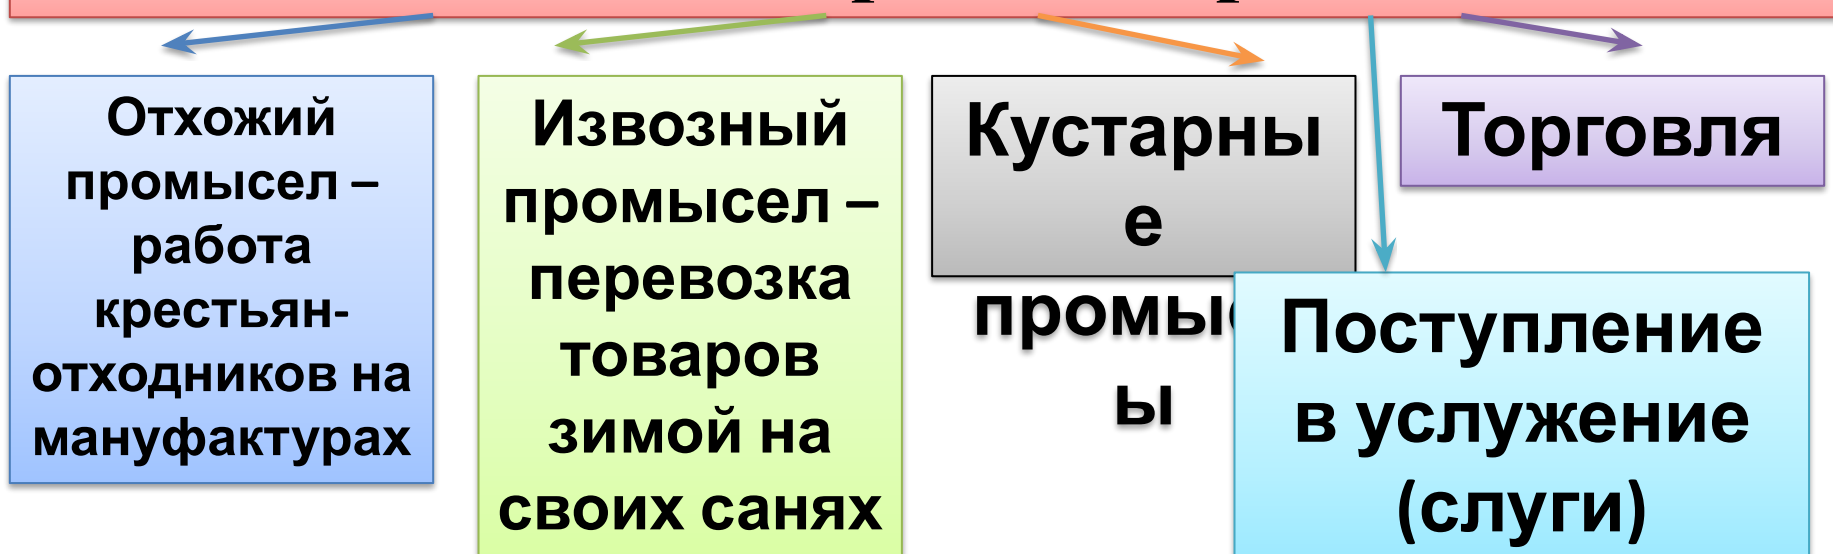 Отхожий
промысел –
работа
крестьян-
отходников на
мануфактурах
Извозный
промысел –
перевозка
товаров
зимой на
своих санях
Кустарны
е
ы
Торговля
Поступление
в услужение
(слуги)